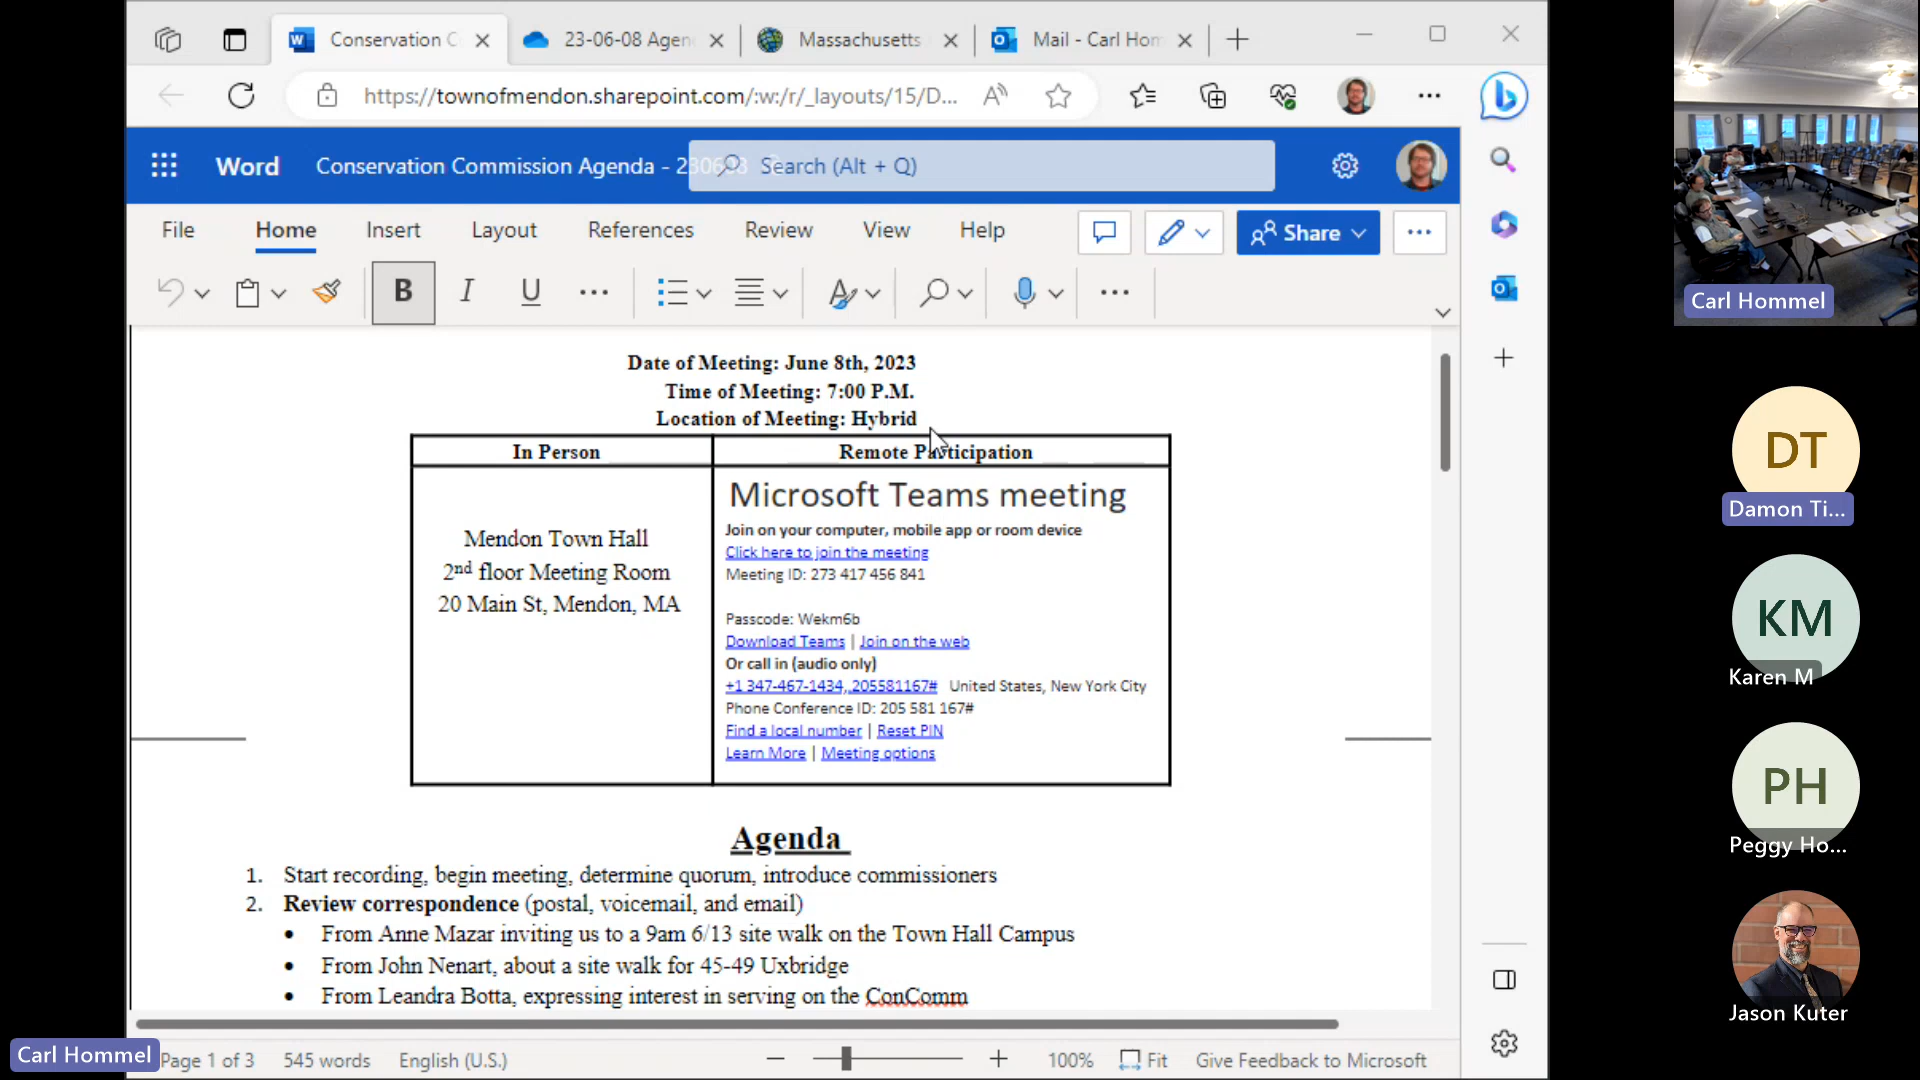 Conservation C
23-06-08 Agen
Massachusetts
Mail - Carl Hom
https://townofmendon.sharepoint.com/:w:/r/_layouts/15/D...
Word
Conservation Commission Agenda - 230608
Search (Alt + Q)
File
Home
Insert
Layout
References
Review
View
Help
Share
B
I
U
Date of Meeting: June 8th, 2023
Time of Meeting: 7:00 P.M.
Location of Meeting: Hybrid
In Person
Remote Participation
Mendon Town Hall
2nd floor Meeting Room
20 Main St, Mendon, MA
Microsoft Teams meeting
Join on your computer, mobile app or room device
Click here to join the meeting
Meeting ID: 273 417 456 841
Passcode: Wekm6b
Download Teams | Join on the web
Or call in (audio only)
+1 347-467-1434,,205581167# United States, New York City
Phone Conference ID: 205 581 167#
Find a local number | Reset PIN
Learn More | Meeting options
Agenda
1. Start recording, begin meeting, determine quorum, introduce commissioners
2. Review correspondence (postal, voicemail, and email)
• From Anne Mazar inviting us to a 9am 6/13 site walk on the Town Hall Campus
• From John Nenart, about a site walk for 45-49 Uxbridge
• From Leandra Botta, expressing interest in serving on the ConComm
Carl Hommel
Page 1 of 3
545 words
English (U.S.)
100%
Fit
Give Feedback to Microsoft
Carl Hommel
DT
Damon Ti...
KM
Karen M
PH
Peggy Ho...
Jason Kuter